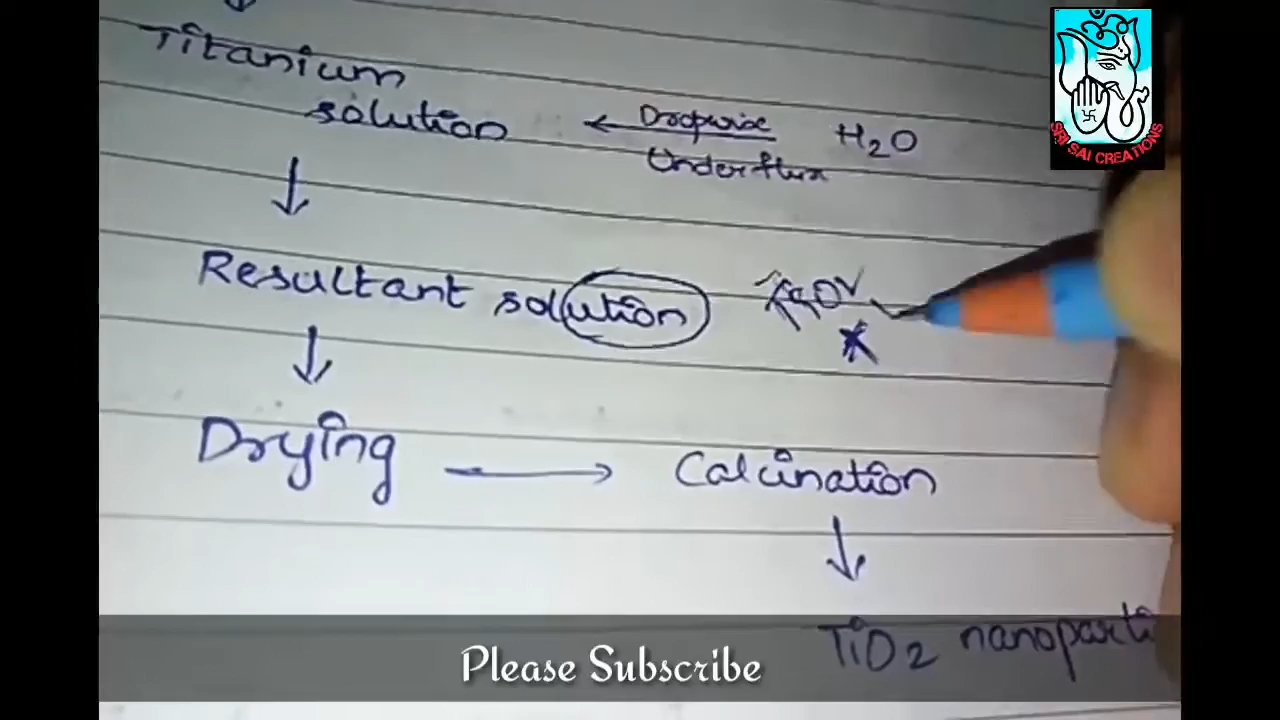 Titanium
solution
Dropwise
Underflux
H₂O
Resultant solution
Drying
Calcination
TiO₂ nanoparti
Please Subscribe
SRI SAI CREATIONS